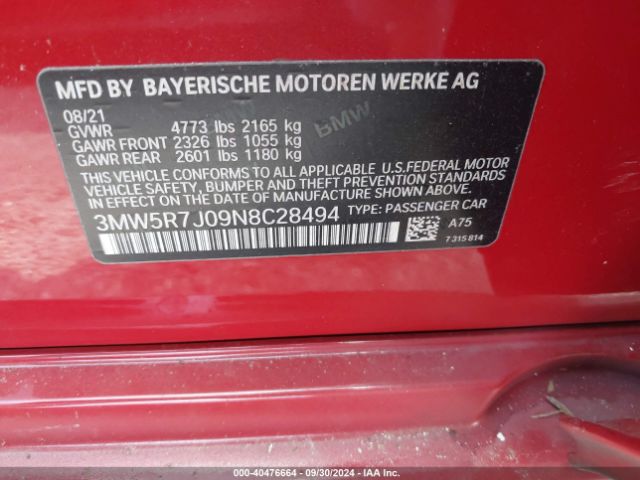 MFD BY BAYERISCHE MOTOREN WERKE AG
08/21
GVWR 4773 lbs 2165 kg
GAWR FRONT 2326 lbs 1055 kg
GAWR REAR 2601 lbs 1180 kg
BMW
THIS VEHICLE CONFORMS TO ALL APPLICABLE U.S.FEDERAL MOTOR
VEHICLE SAFETY, BUMPER AND THEFT PREVENTION STANDARDS
IN EFFECT ON THE DATE OF MANUFACTURE SHOWN ABOVE.
3MW5R7J09N8C28494 TYPE: PASSENGER CAR
A75
7 315 814
000-40476664 - 09/30/2024 - IAA Inc.